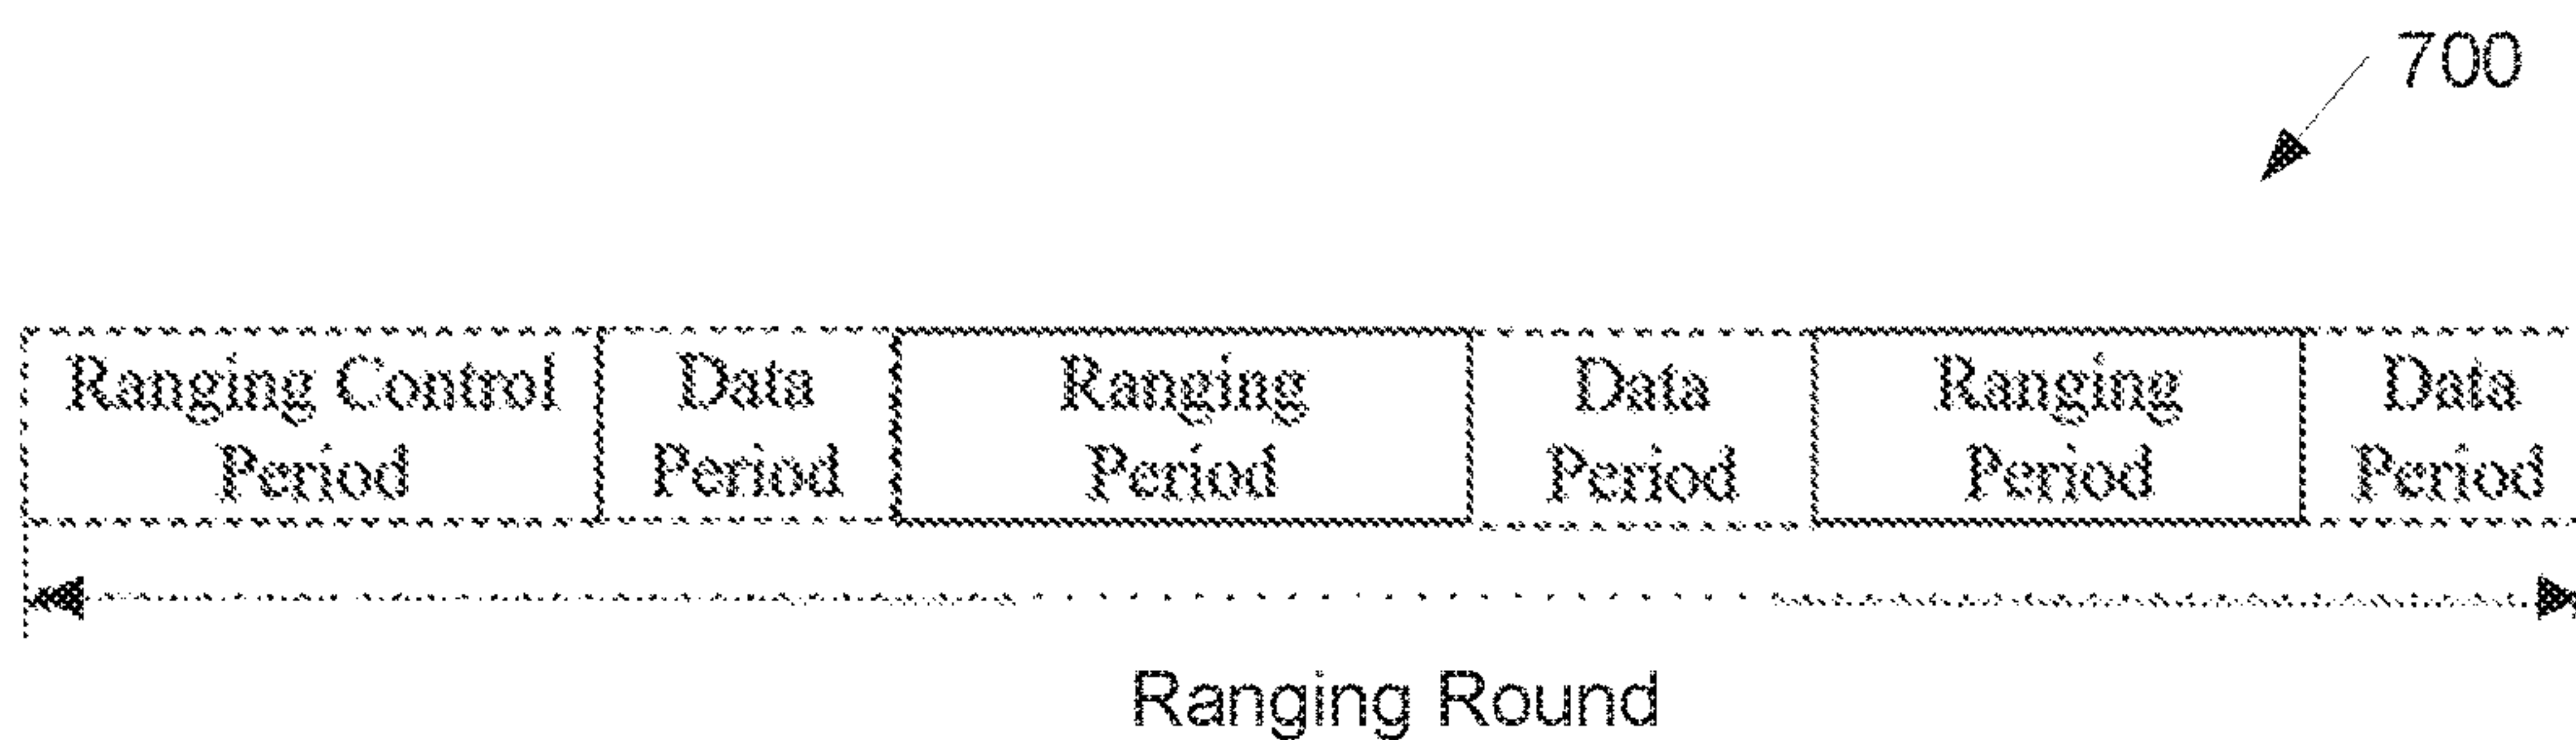 700
Ranging Control
Period
Data
Period
Ranging
Period
Data
Period
Ranging
Period
Data
Period
Ranging Round